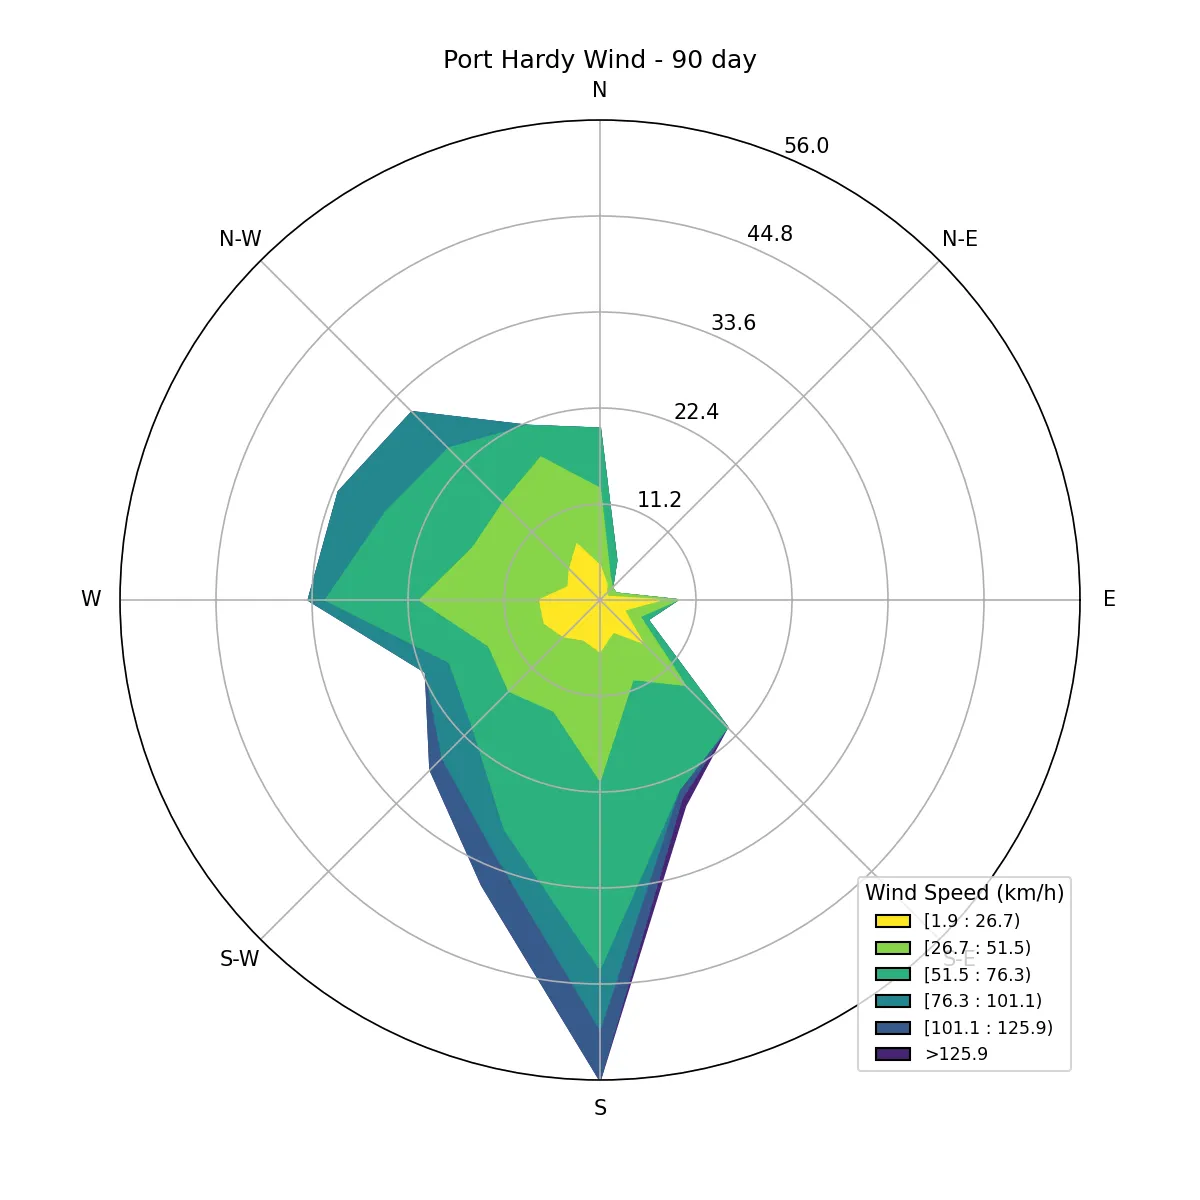 Port Hardy Wind - 90 day
N
56.0
N-W
44.8
N-E
33.6
22.4
11.2
W
E
S-W
S-E
S
Wind Speed (km/h)
[1.9 : 26.7)
[26.7 : 51.5)
[51.5 : 76.3)
[76.3 : 101.1)
[101.1 : 125.9)
>125.9